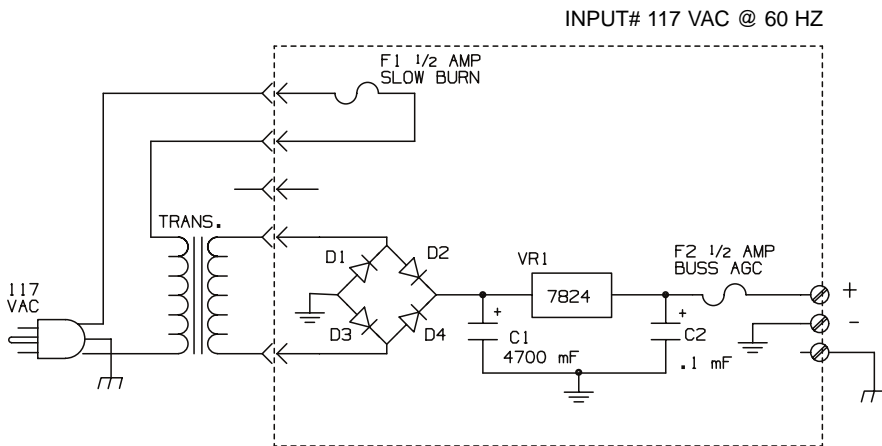 INPUT# 117 VAC @ 60 HZ
F1 1/2 AMP
SLOW BURN
TRANS.
117
VAC
D1
D2
D3
D4
VR1
7824
F2 1/2 AMP
BUSS AGC
+
C1
4700 mF
+
C2
.1 mF
+
-